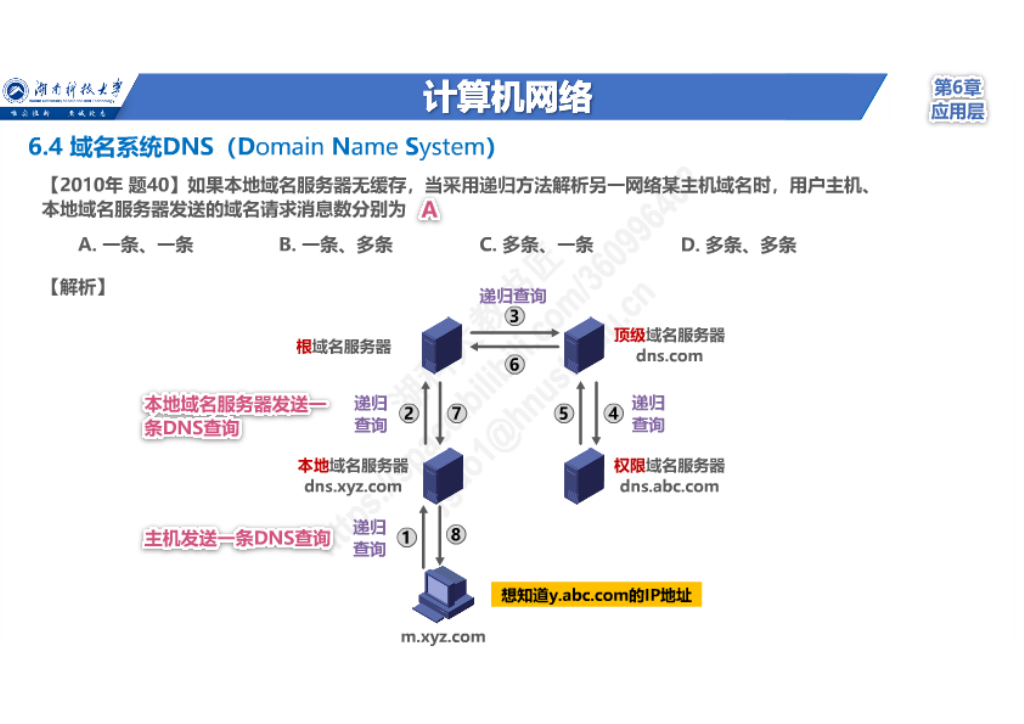 湖南科技大学
计算机网络
第6章
应用层
6.4 域名系统DNS（Domain Name System）
【2010年 题40】如果本地域名服务器无缓存，当采用递归方法解析另一网络某主机域名时，用户主机、
本地域名服务器发送的域名请求消息数分别为 A
A. 一条、一条 B. 一条、多条 C. 多条、一条 D. 多条、多条
【解析】
递归查询
③
根域名服务器
顶级域名服务器
dns.com
⑥
本地域名服务器发送一
条DNS查询
递归
查询
② ⑦
⑤ ④
递归
查询
本地域名服务器
dns.xyz.com
权限域名服务器
dns.abc.com
主机发送一条DNS查询
递归
查询
① ⑧
想知道y.abc.com的IP地址
m.xyz.com